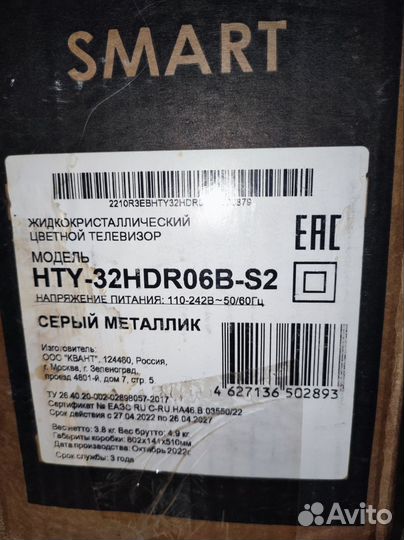 SMART
ЖИДКОКРИСТАЛЛИЧЕСКИЙ
ЦВЕТНОЙ ТЕЛЕВИЗОР
МОДЕЛЬ
HTY-32HDR06B-S2
EAC
НАПРЯЖЕНИЕ ПИТАНИЯ: 110-242В~50/60Гц
СЕРЫЙ МЕТАЛЛИК
Изготовитель:
ООО "КВАНТ", 124460, Россия,
г. Москва, г. Зеленоград,
проезд 4801-й, дом 7, стр. 5
4 627136 502893
ТУ 26.40.20-002-02898057-2017
Сертификат № ЕАЭС RU C-RU.HA46.B 03550/22
Срок действия с 27.04.2022 по 26.04.2027
Вес нетто: 3.8 кг. Вес брутто: 4.9 кг
Габариты коробки: 802x141x510мм
Дата производства: Октябрь 2022г.
Срок службы: 3 года
Avito